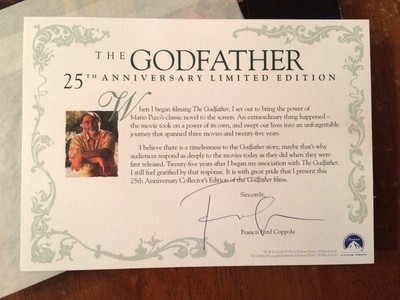 THE GODFATHER
25TH ANNIVERSARY LIMITED EDITION
When I began filming The Godfather, I set out to bring the power of
Mario Puzo's classic novel to the screen. An extraordinary thing happened–
the movie took on a power of its own, and swept our lives into an unforgettable
journey that spanned three movies and twenty-five years.
I believe there is a timelessness to the Godfather story; maybe that's why
audiences respond as deeply to the movies today as they did when they were
first released. Twenty-five years after I began my association with The Godfather,
I still feel gratified by that response. It is with great pride that I present this
25th Anniversary Collector's Edition of the Godfather films.
Sincerely,
Francis Ford Coppola